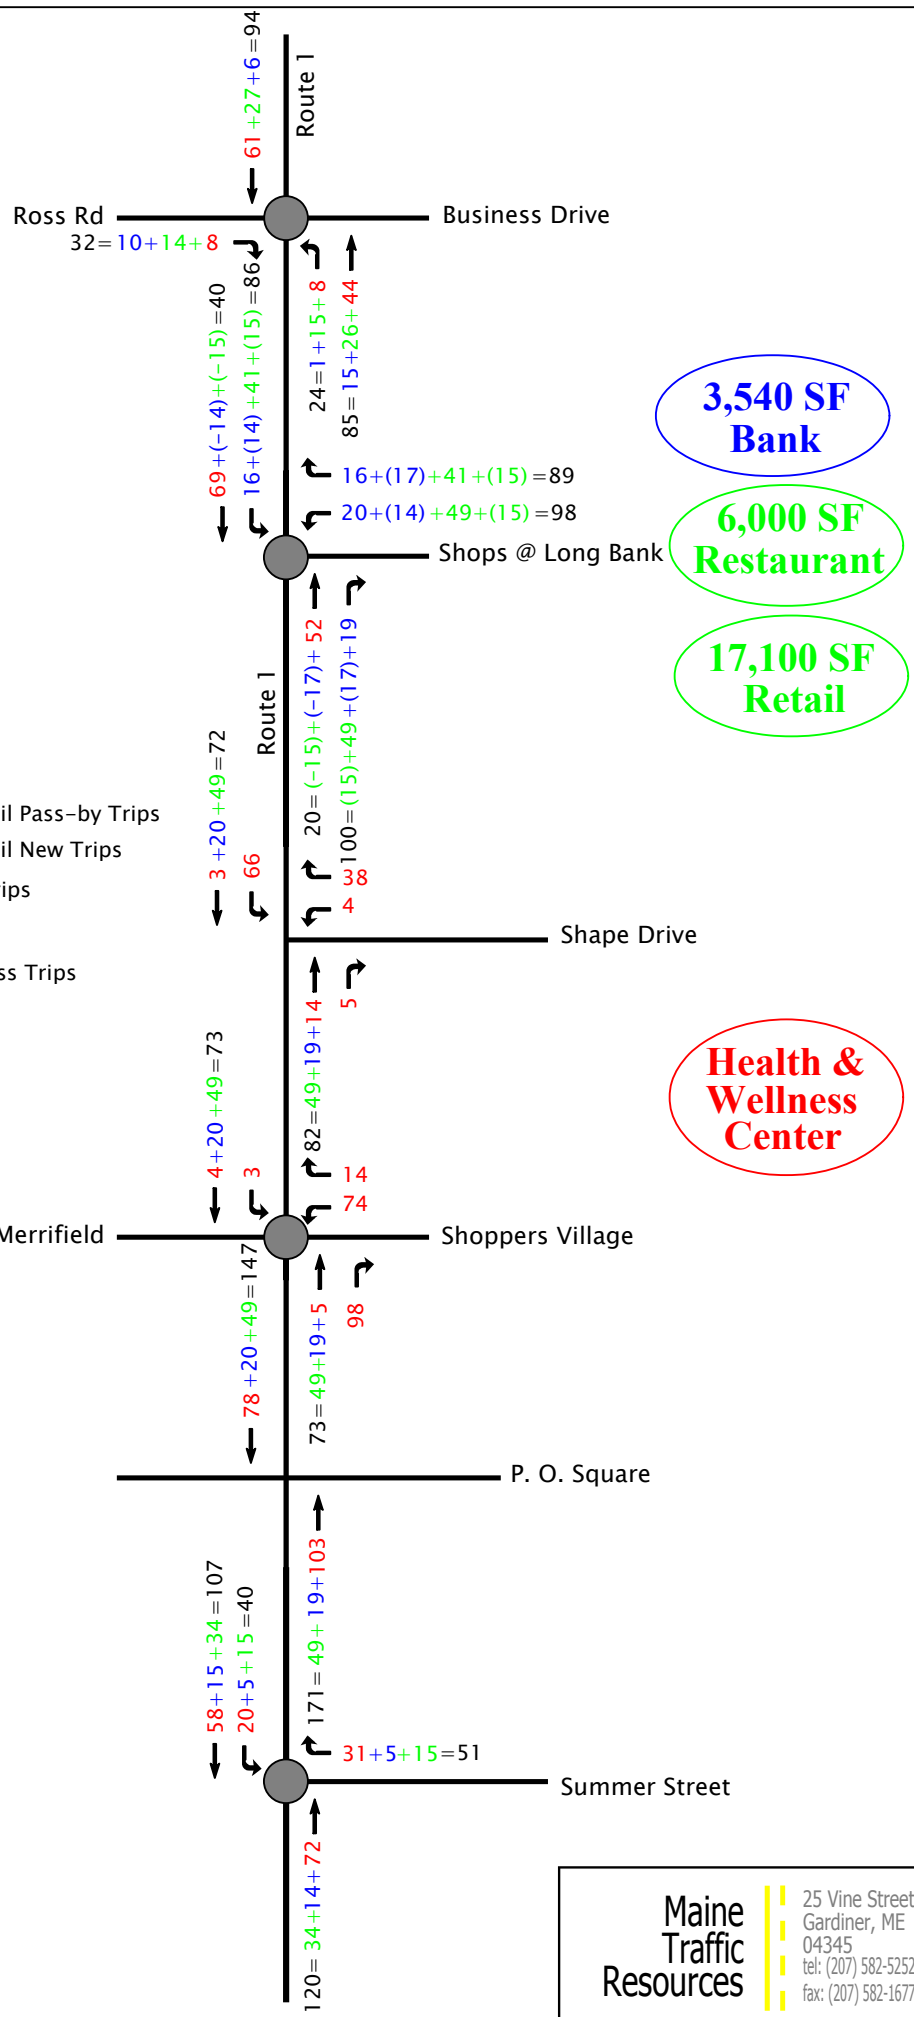 61+27+6=94
Route 1
Ross Rd
Business Drive
32=10+14+8
69+(-14)+(-15)=40
16+(14)+41+(15)=86
24=1+15+8
85=15+26+44
3,540 SF
Bank
16+(17)+41+(15)=89
20+(14)+49+(15)=98
6,000 SF
Restaurant
Shops @ Long Bank
17,100 SF
Retail
Route 1
20=(-15)+(-17)+52
100=(15)+49+(17)+19
3+20+49=72
66
il Pass-by Trips
il New Trips
rips
ss Trips
38
4
Shape Drive
5
82=49+19+14
4+20+49=73
3
Health &
Wellness
Center
14
74
Merrifield
Shoppers Village
78+20+49=147
73=49+19+5
98
P. O. Square
58+15+34=107
20+5+15=40
171=49+19+103
31+5+15=51
Summer Street
120=34+14+72
Maine
Traffic
Resources
25 Vine Street
Gardiner, ME
04345
tel: (207) 582-5252
fax: (207) 582-1677